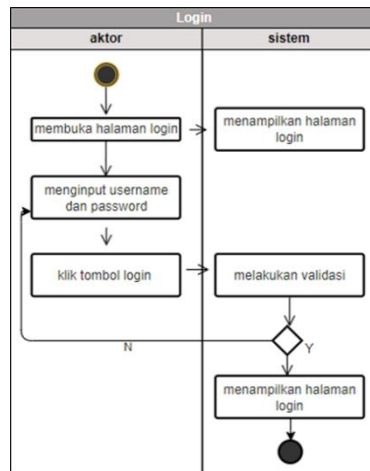 Login
aktor
sistem
membuka halaman login
menampilkan halaman
login
menginput username
dan password
klik tombol login
melakukan validasi
N
Y
menampilkan halaman
login